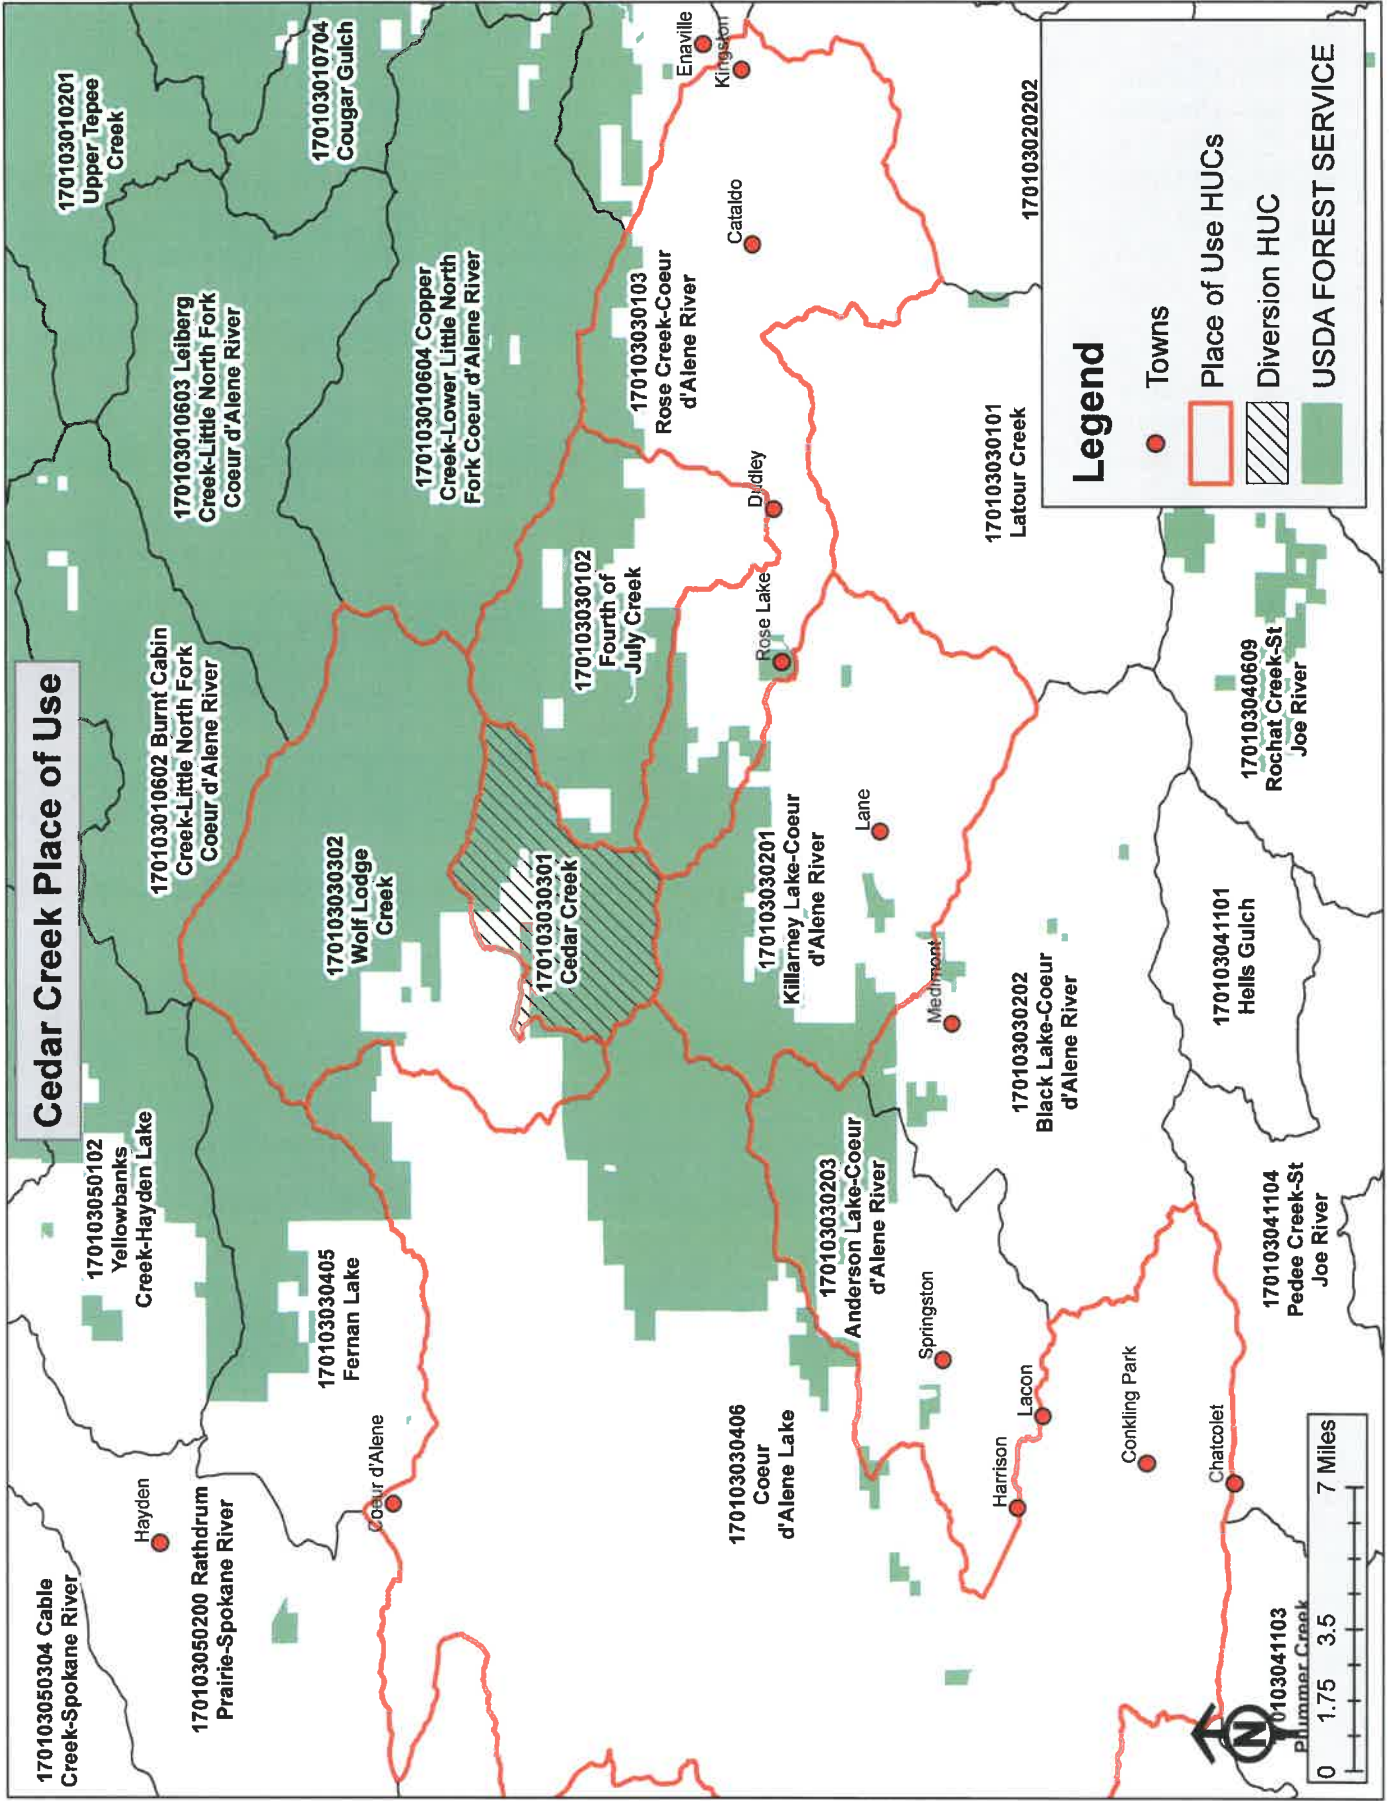 Cedar Creek Place of Use
170103050304 Cable
Creek-Spokane River
Hayden
170103050200 Rathdrum
Prairie-Spokane River
170103050102
Yellowbanks
Creek-Hayden Lake
170103010602 Burnt Cabin
Creek-Little North Fork
Coeur d'Alene River
170103010603 Leiberg
Creek-Little North Fork
Coeur d'Alene River
170103010201
Upper Tepee
Creek
170103010704
Cougar Gulch
Coeur d'Alene
170103030405
Fernan Lake
170103030302
Wolf Lodge
Creek
170103010604 Copper
Creek-Lower Little North
Fork Coeur d'Alene River
170103030301
Cedar Creek
170103030102
Fourth of
July Creek
170103030103
Rose Creek-Coeur
d'Alene River
Enaville
Kingston
Cataldo
Dudley
Rose Lake
170103030406
Coeur
d'Alene Lake
170103030203
Anderson Lake-Coeur
d'Alene River
170103030201
Killarney Lake-Coeur
d'Alene River
Lane
Medimont
Springston
Harrison
Lacon
170103030202
Black Lake-Coeur
d'Alene River
170103030101
Latour Creek
170103020202
Conkling Park
Chatcolet
170103041101
Hells Gulch
170103040609
Rochat Creek-St
Joe River
170103041104
Pedee Creek-St
Joe River
0103041103
Plummer Creek
N
0 1.75 3.5 7 Miles
Legend
Towns
Place of Use HUCs
Diversion HUC
USDA FOREST SERVICE